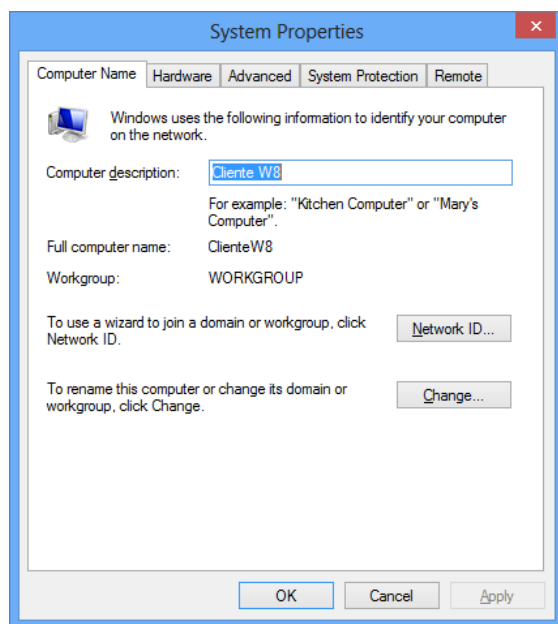 System Properties
Computer Name Hardware Advanced System Protection Remote
Windows uses the following information to identify your computer
on the network.
Computer description: Cliente W8
For example: "Kitchen Computer" or "Mary's
Computer".
Full computer name: ClienteW8
Workgroup: WORKGROUP
To use a wizard to join a domain or workgroup, click
Network ID.
Network ID...
To rename this computer or change its domain or
workgroup, click Change.
Change...
OK Cancel Apply